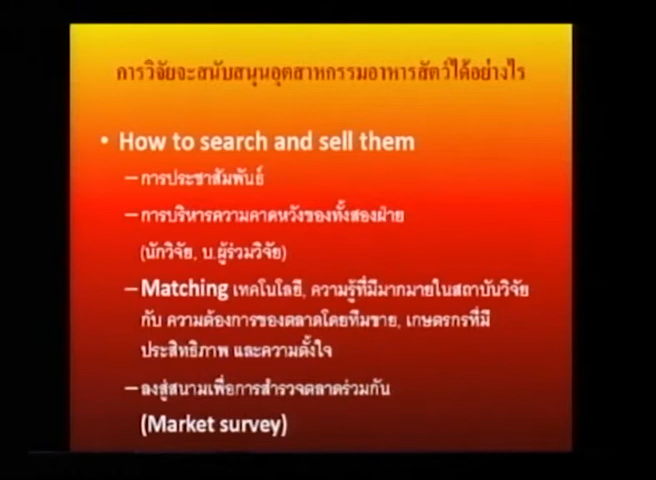 การวิจัยจะสนับสนุนอุตสาหกรรมอาหารสัตว์ได้อย่างไร
• How to search and sell them
–การประชาสัมพันธ์
–การบริหารความคาดหวังของทั้งสองฝ่าย
(นักวิจัย, บ.ผู้ร่วมวิจัย)
–Matching เทคโนโลยี, ความรู้ที่มีมากมายในสถาบันวิจัย
กับ ความต้องการของตลาดโดยทีมขาย, เกษตรกรที่มี
ประสิทธิภาพ และความตั้งใจ
–ลงสู่สนามเพื่อการสำรวจตลาดร่วมกัน
(Market survey)